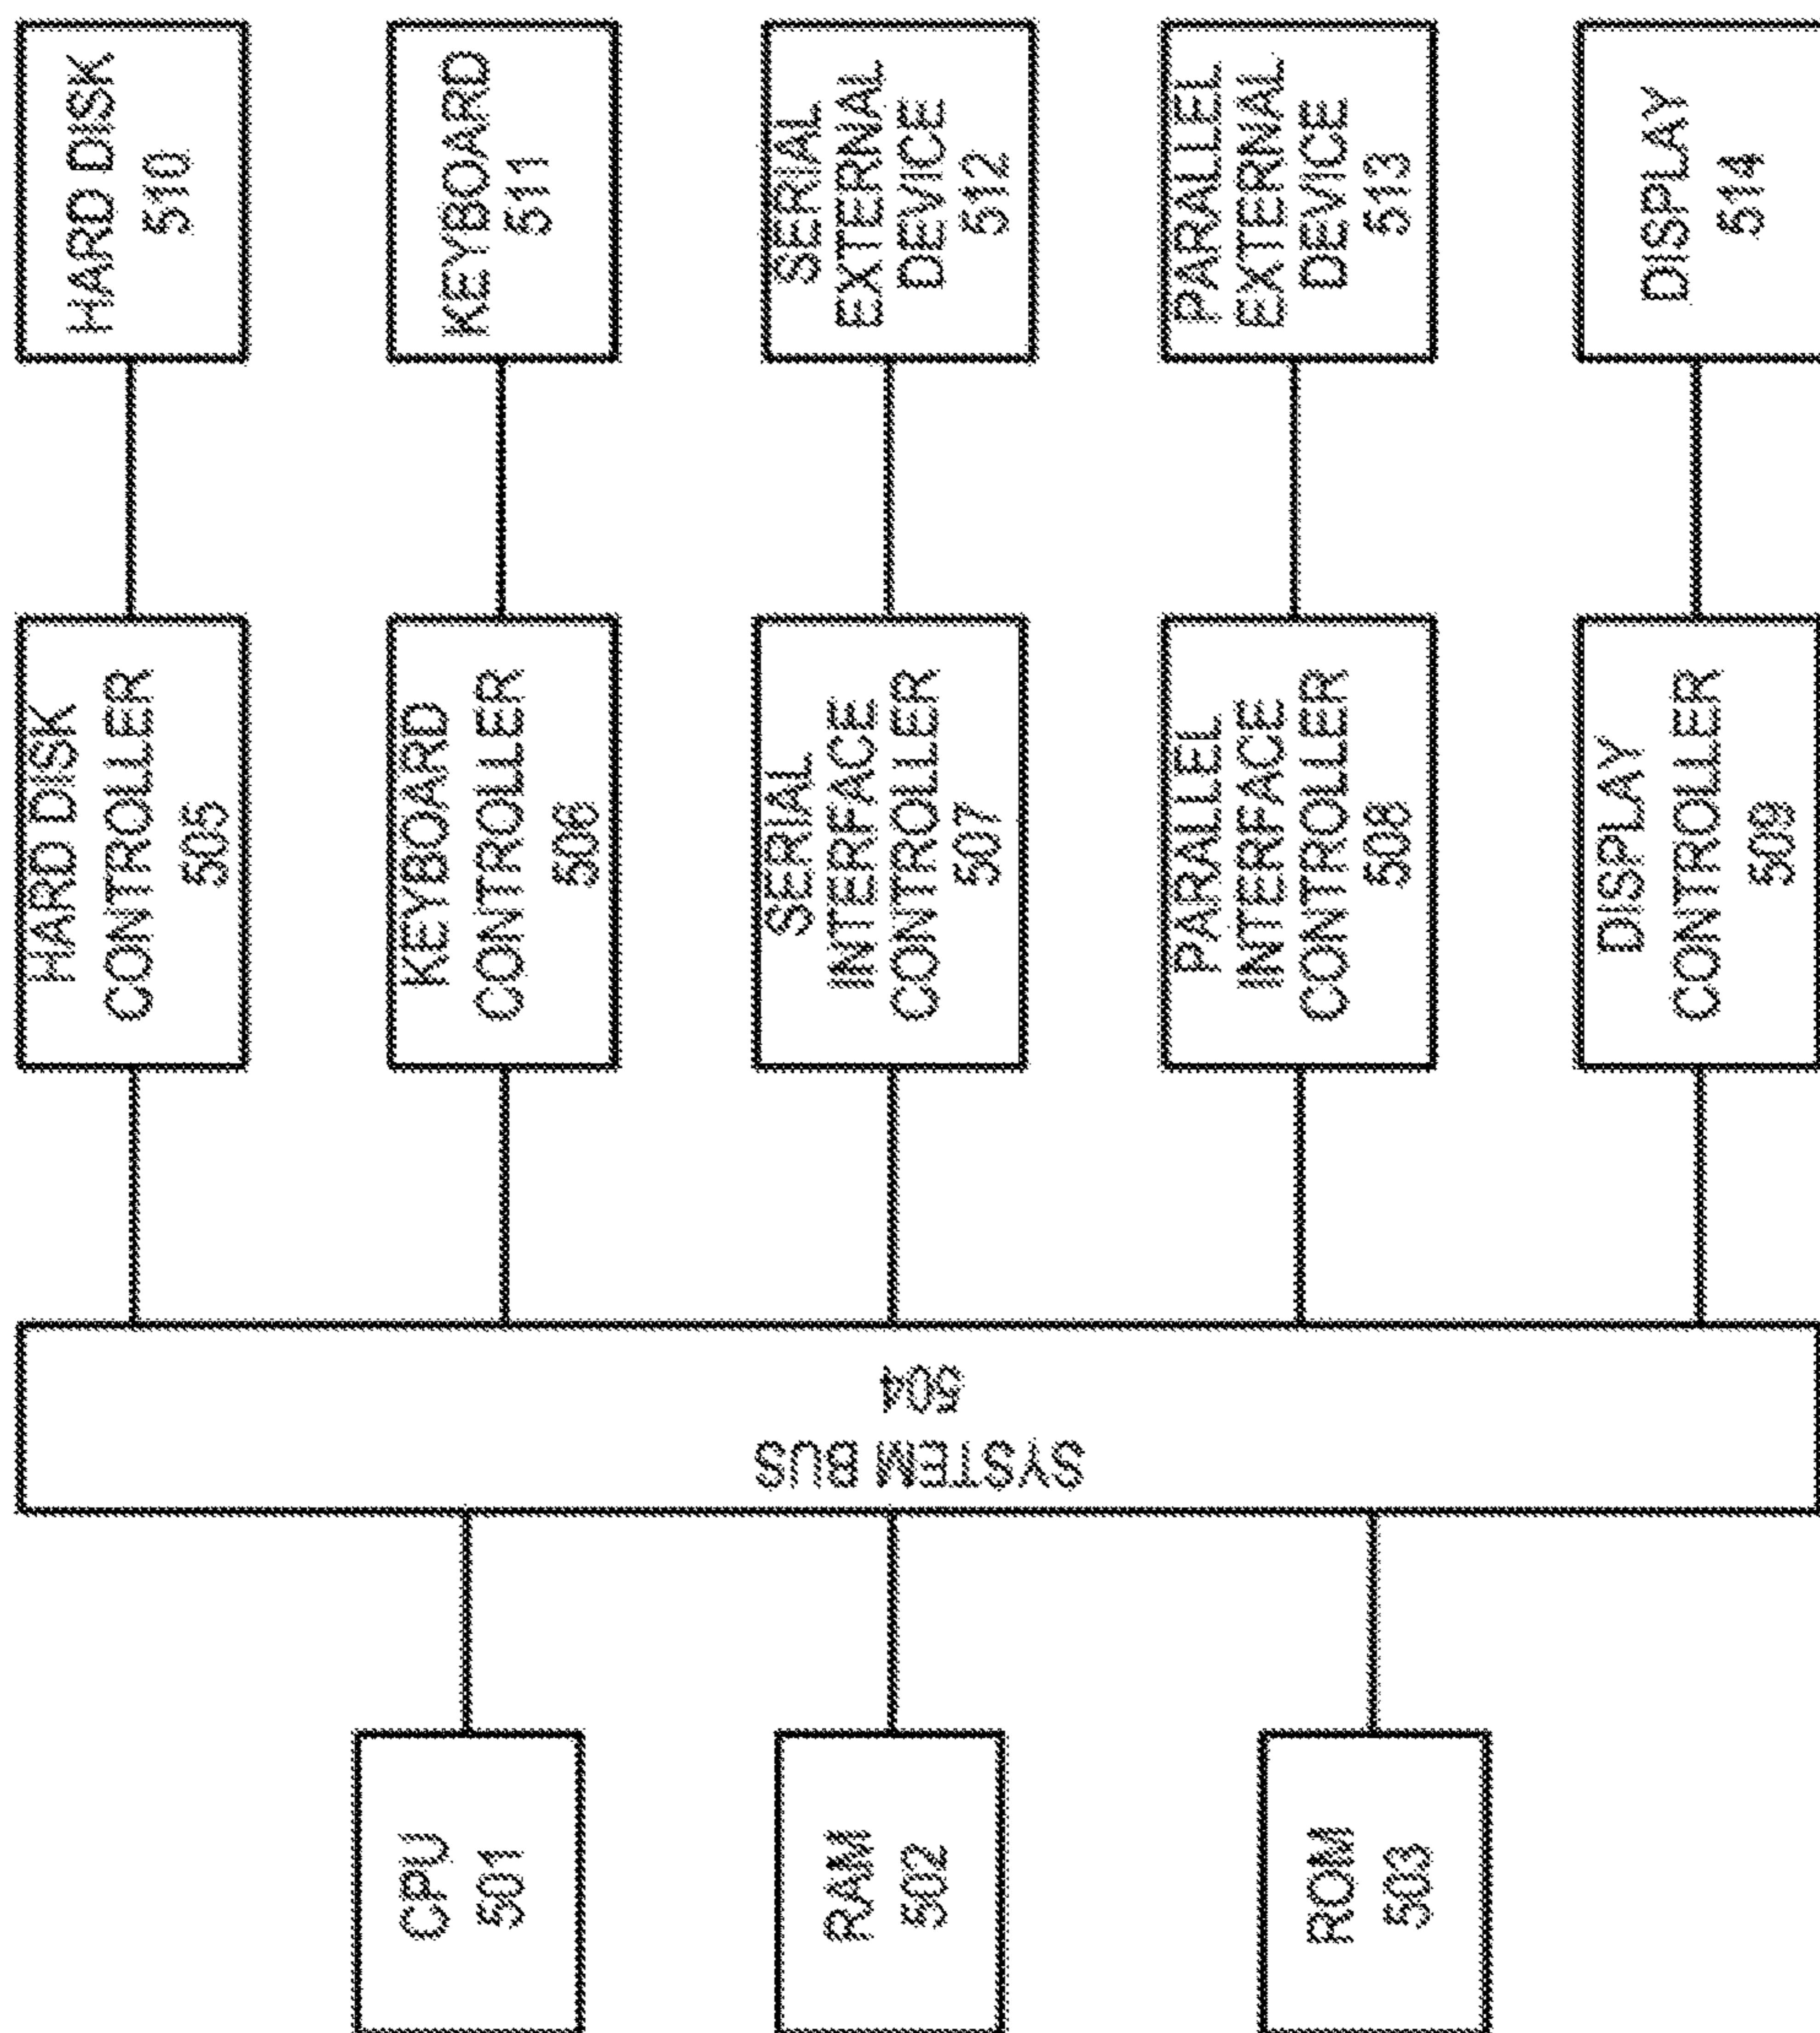 HARD DISK
510
KEYBOARD
511
SERIAL
EXTERNAL
DEVICE
512
PARALLEL
EXTERNAL
DEVICE
513
DISPLAY
514
HARD DISK
CONTROLLER
505
KEYBOARD
CONTROLLER
506
SERIAL
INTERFACE
CONTROLLER
507
PARALLEL
INTERFACE
CONTROLLER
508
DISPLAY
CONTROLLER
509
SYSTEM BUS
504
CPU
501
RAM
502
ROM
503